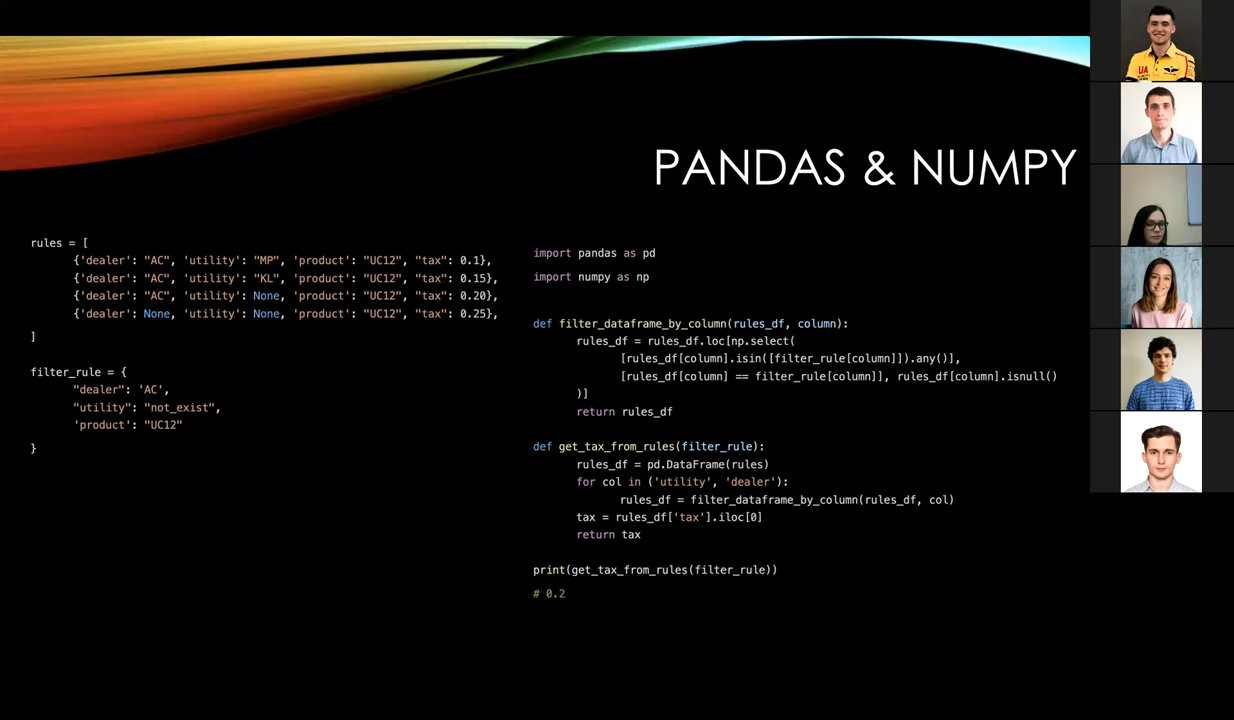 PANDAS & NUMPY
rules = [
{'dealer': "AC", 'utility': "MP", 'product': "UC12", "tax": 0.1},
{'dealer': "AC", 'utility': "KL", 'product': "UC12", "tax": 0.15},
{'dealer': "AC", 'utility': None, 'product': "UC12", "tax": 0.20},
{'dealer': None, 'utility': None, 'product': "UC12", "tax": 0.25},
]
filter_rule = {
"dealer": 'AC',
"utility": "not_exist",
'product': "UC12"
}
import pandas as pd
import numpy as np
def filter_dataframe_by_column(rules_df, column):
rules_df = rules_df.loc[np.select(
[rules_df[column].isin([filter_rule[column]]).any()],
[rules_df[column] == filter_rule[column]], rules_df[column].isnull()
)]
return rules_df
def get_tax_from_rules(filter_rule):
rules_df = pd.DataFrame(rules)
for col in ('utility', 'dealer'):
rules_df = filter_dataframe_by_column(rules_df, col)
tax = rules_df['tax'].iloc[0]
return tax
print(get_tax_from_rules(filter_rule))
# 0.2
UA